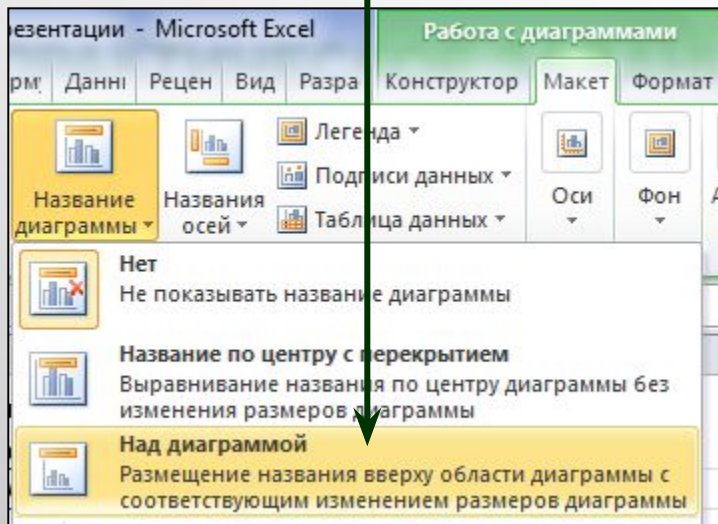 езентации - Microsoft Excel Работа с диаграммами
Рецен Вид Разра Конструктор Макет Формат
Название диаграммы
Названия осей
Легенда
Подписи данных
Таблица данных
Оси
Фон
Нет
Не показывать название диаграммы
Название по центру с перекрытием
Выравнивание названия по центру диаграммы без
изменения размеров диаграммы
Над диаграммой
Размещение названия вверху области диаграммы с
соответствующим изменением размеров диаграммы